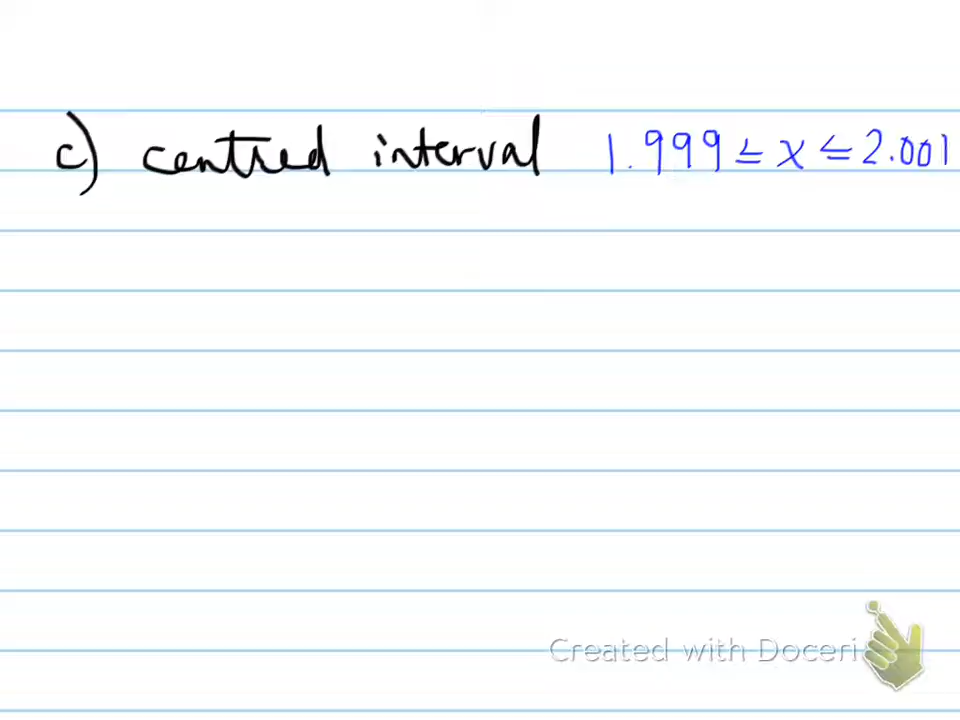 c) centred interval 1.999 ≤ x ≤ 2.001
Created with Doceri